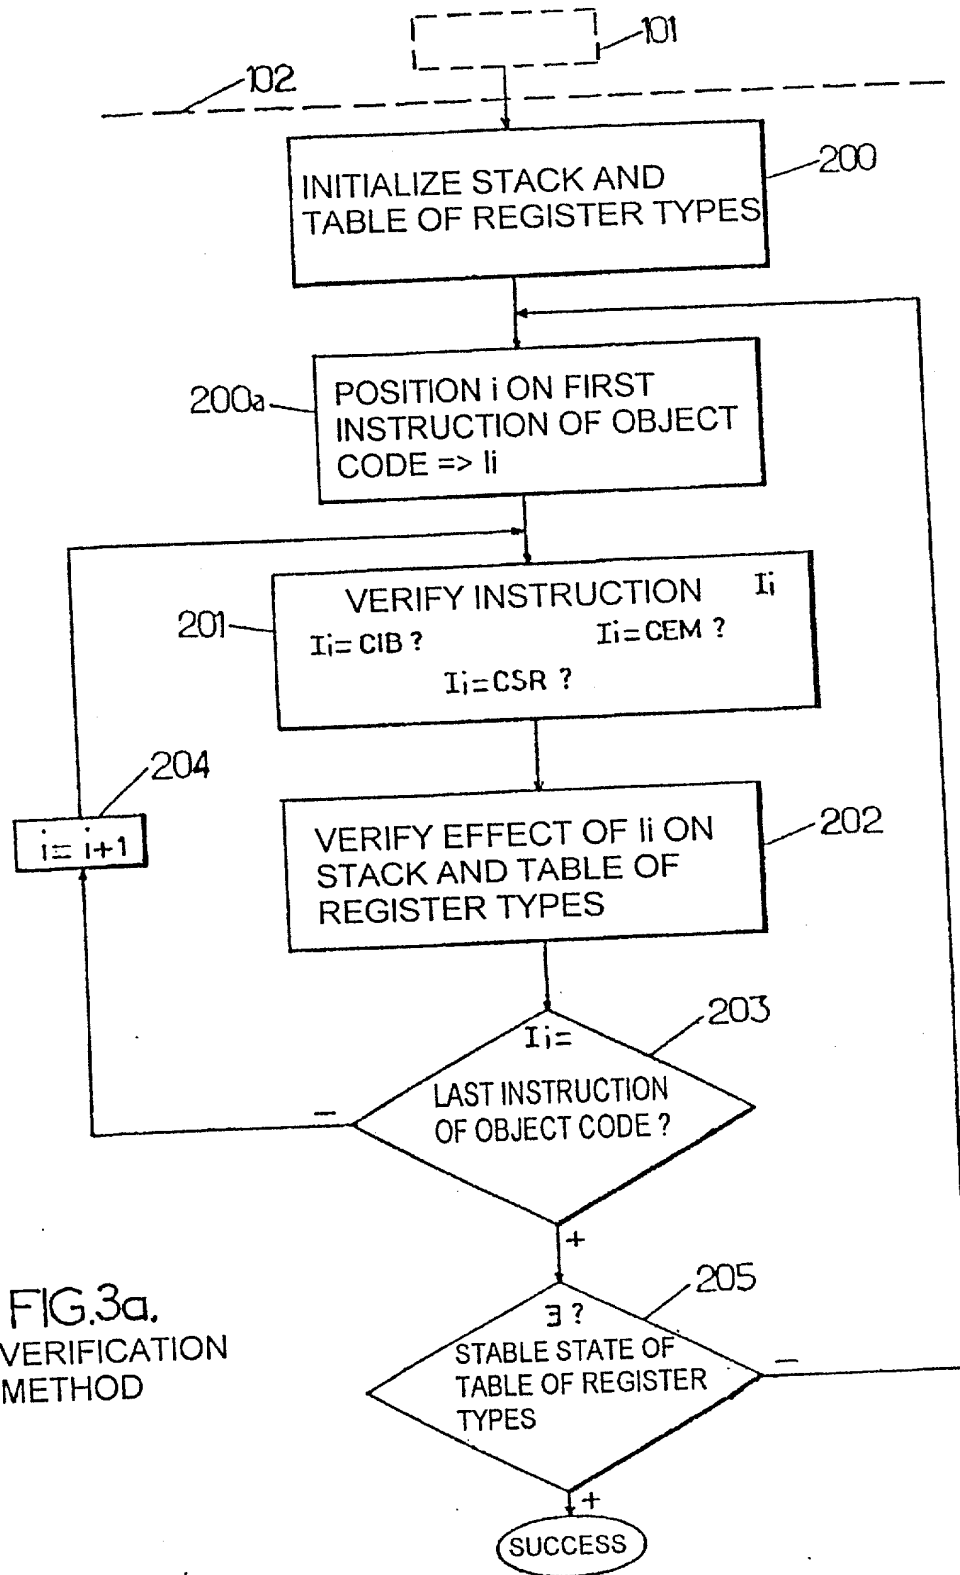 101
102
INITIALIZE STACK AND
TABLE OF REGISTER TYPES
200
200a
POSITION i ON FIRST
INSTRUCTION OF OBJECT
CODE => Ii
201
VERIFY INSTRUCTION Ii
Ii=CIB ? Ii=CEM ?
Ii=CSR ?
204
i= i+1
VERIFY EFFECT OF Ii ON
STACK AND TABLE OF
REGISTER TYPES
202
203
Ii=
LAST INSTRUCTION
OF OBJECT CODE ?
−
+
205
∃ ?
STABLE STATE OF
TABLE OF REGISTER
TYPES
−
+
SUCCESS
FIG.3a.
VERIFICATION
METHOD